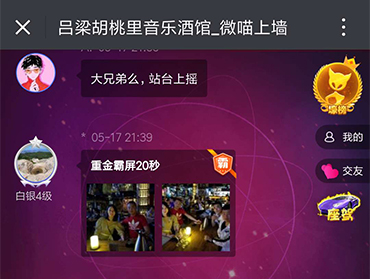 吕梁胡桃里音乐酒馆_微喵上墙
大兄弟么，站台上摇
壕榜
* 05-17 21:39
我的
重金霸屏20秒
霸
交友
白银4级
座驾